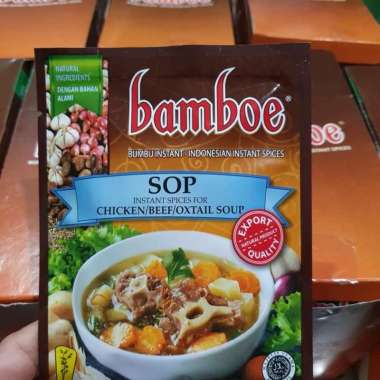 NATURAL
INGREDIENTS
DENGAN BAHAN
ALAMI
bamboe®
BUMBU INSTANT - INDONESIAN INSTANT SPICES
SOP
INSTANT SPICES FOR
CHICKEN/BEEF/OXTAIL SOUP
EXPORT
NATURAL PRODUCT
QUALITY
boe